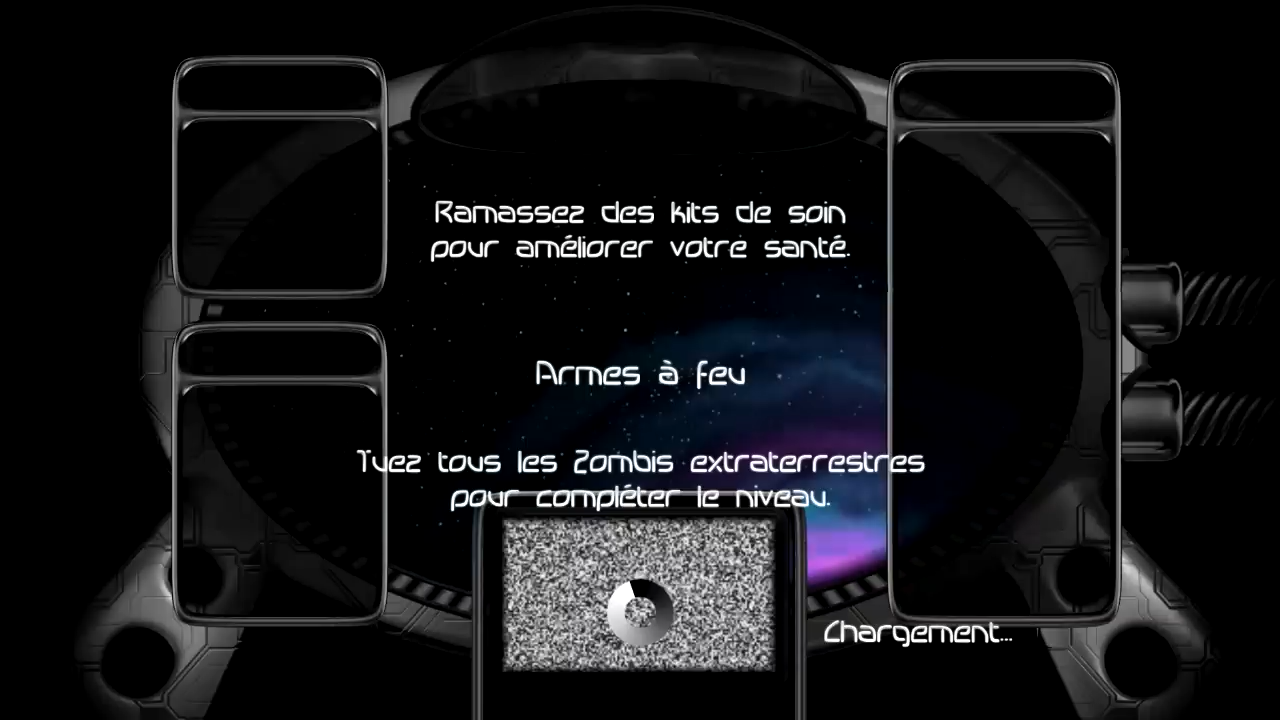 Ramassez des kits de soin
pour améliorer votre santé.
Armes à feu
Tuez tous les Zombis extraterrestres
pour compléter le niveau.
Chargement...